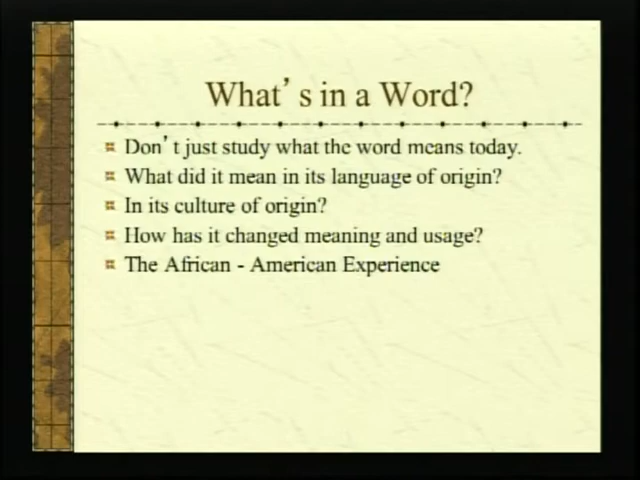 What's in a Word?
Don't just study what the word means today.
What did it mean in its language of origin?
In its culture of origin?
How has it changed meaning and usage?
The African - American Experience